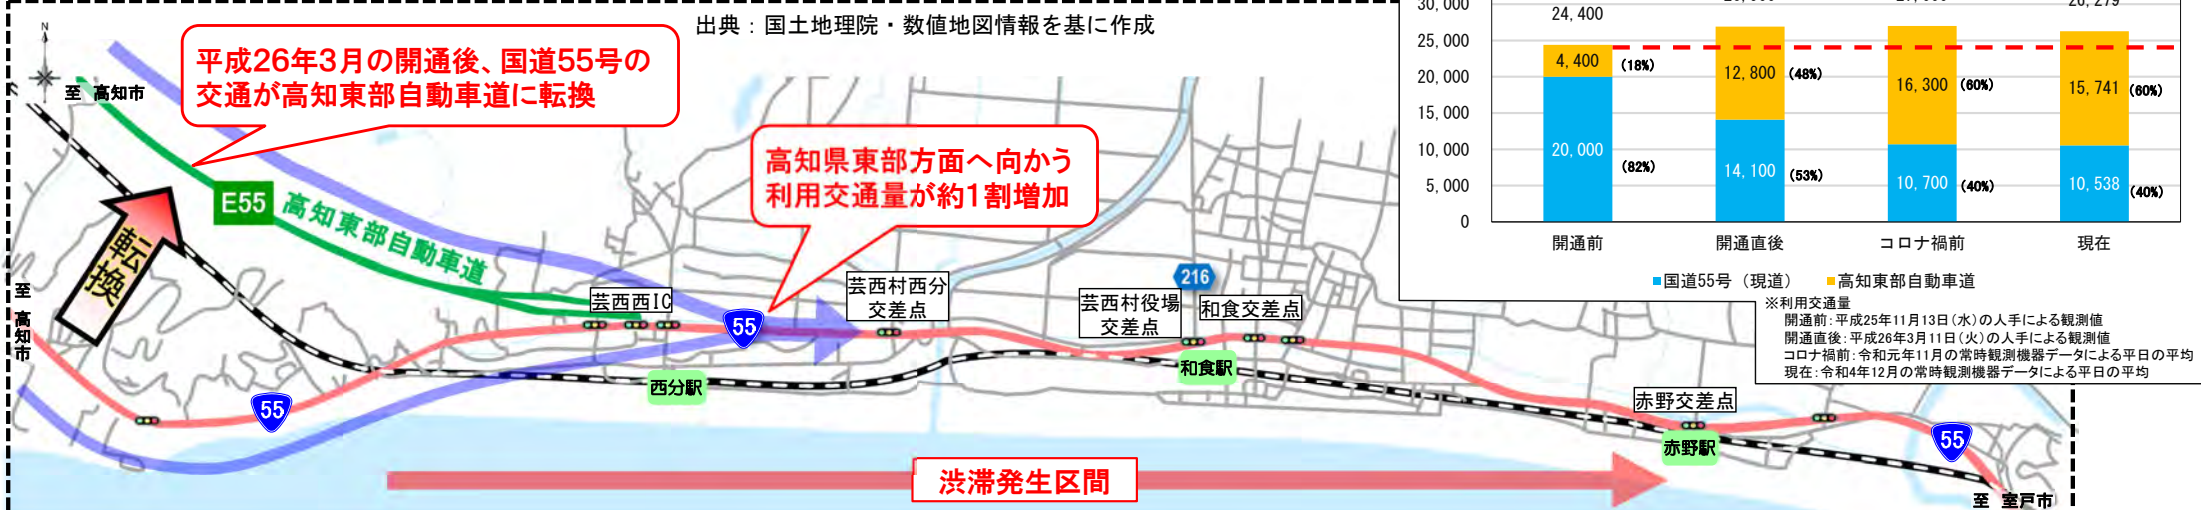 N
至 高知市
平成26年3月の開通後、国道55号の
交通が高知東部自動車道に転換
出典：国土地理院・数値地図情報を基に作成
高知県東部方面へ向かう
利用交通量が約1割増加
E55
高知東部自動車道
転換
至 高知市
芸西西IC
55
芸西村西分
交差点
216
芸西村役場
交差点
和食交差点
西分駅
和食駅
55
赤野交差点
赤野駅
55
渋滞発生区間
至 室戸市
30,000
25,000
20,000
15,000
10,000
5,000
0
24,400
4,400 (18%)
20,000
(82%)
12,800 (48%)
14,100 (53%)
16,300 (60%)
10,700 (40%)
26,279
15,741 (60%)
10,538 (40%)
開通前
開通直後
コロナ禍前
現在
国道55号（現道）
高知東部自動車道
※利用交通量
開通前：平成25年11月13日（水）の人手による観測値
開通直後：平成26年3月11日（火）の人手による観測値
コロナ禍前：令和元年11月の常時観測機器データによる平日の平均
現在：令和4年12月の常時観測機器データによる平日の平均